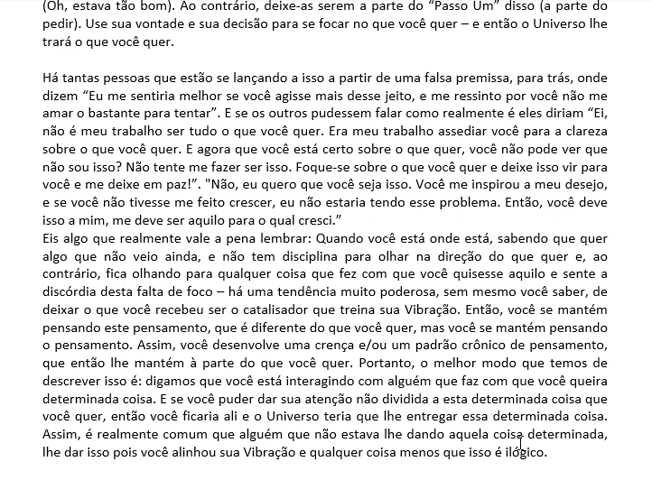 (Oh, estava tão bom). Ao contrário, deixe-as serem a parte do “Passo Um” disso (a parte do
pedir). Use sua vontade e sua decisão para se focar no que você quer – e então o Universo lhe
trará o que você quer.
Há tantas pessoas que estão se lançando a isso a partir de uma falsa premissa, para trás, onde
dizem “Eu me sentiria melhor se você agisse mais desse jeito, e me ressinto por você não me
amar o bastante para tentar”. E se os outros pudessem falar como realmente é eles diriam “Ei,
não é meu trabalho ser tudo o que você quer. Era meu trabalho assediar você para a clareza
sobre o que você quer. E agora que você está certo sobre o que quer, você não pode ver que
não sou isso? Não tente me fazer ser isso. Foque-se sobre o que você quer e deixe isso vir para
você e me deixe em paz!”. "Não, eu quero que você seja isso. Você me inspirou a meu desejo,
e se você não tivesse me feito crescer, eu não estaria tendo esse problema. Então, você deve
isso a mim, me deve ser aquilo para o qual cresci.”
Eis algo que realmente vale a pena lembrar: Quando você está onde está, sabendo que quer
algo que não veio ainda, e não tem disciplina para olhar na direção do que quer e, ao
contrário, fica olhando para qualquer coisa que fez com que você quisesse aquilo e sente a
discórdia desta falta de foco – há uma tendência muito poderosa, sem mesmo você saber, de
deixar o que você recebeu ser o catalisador que treina sua Vibração. Então, você se mantém
pensando este pensamento, que é diferente do que você quer, mas você se mantém pensando
o pensamento. Assim, você desenvolve uma crença e/ou um padrão crônico de pensamento,
que então lhe mantém à parte do que você quer. Portanto, o melhor modo que temos de
descrever isso é: digamos que você está interagindo com alguém que faz com que você queira
determinada coisa. E se você puder dar sua atenção não dividida a esta determinada coisa que
você quer, então você ficaria ali e o Universo teria que lhe entregar essa determinada coisa.
Assim, é realmente comum que alguém que não estava lhe dando aquela coisa determinada,
lhe dar isso pois você alinhou sua Vibração e qualquer coisa menos que isso é ilógico.